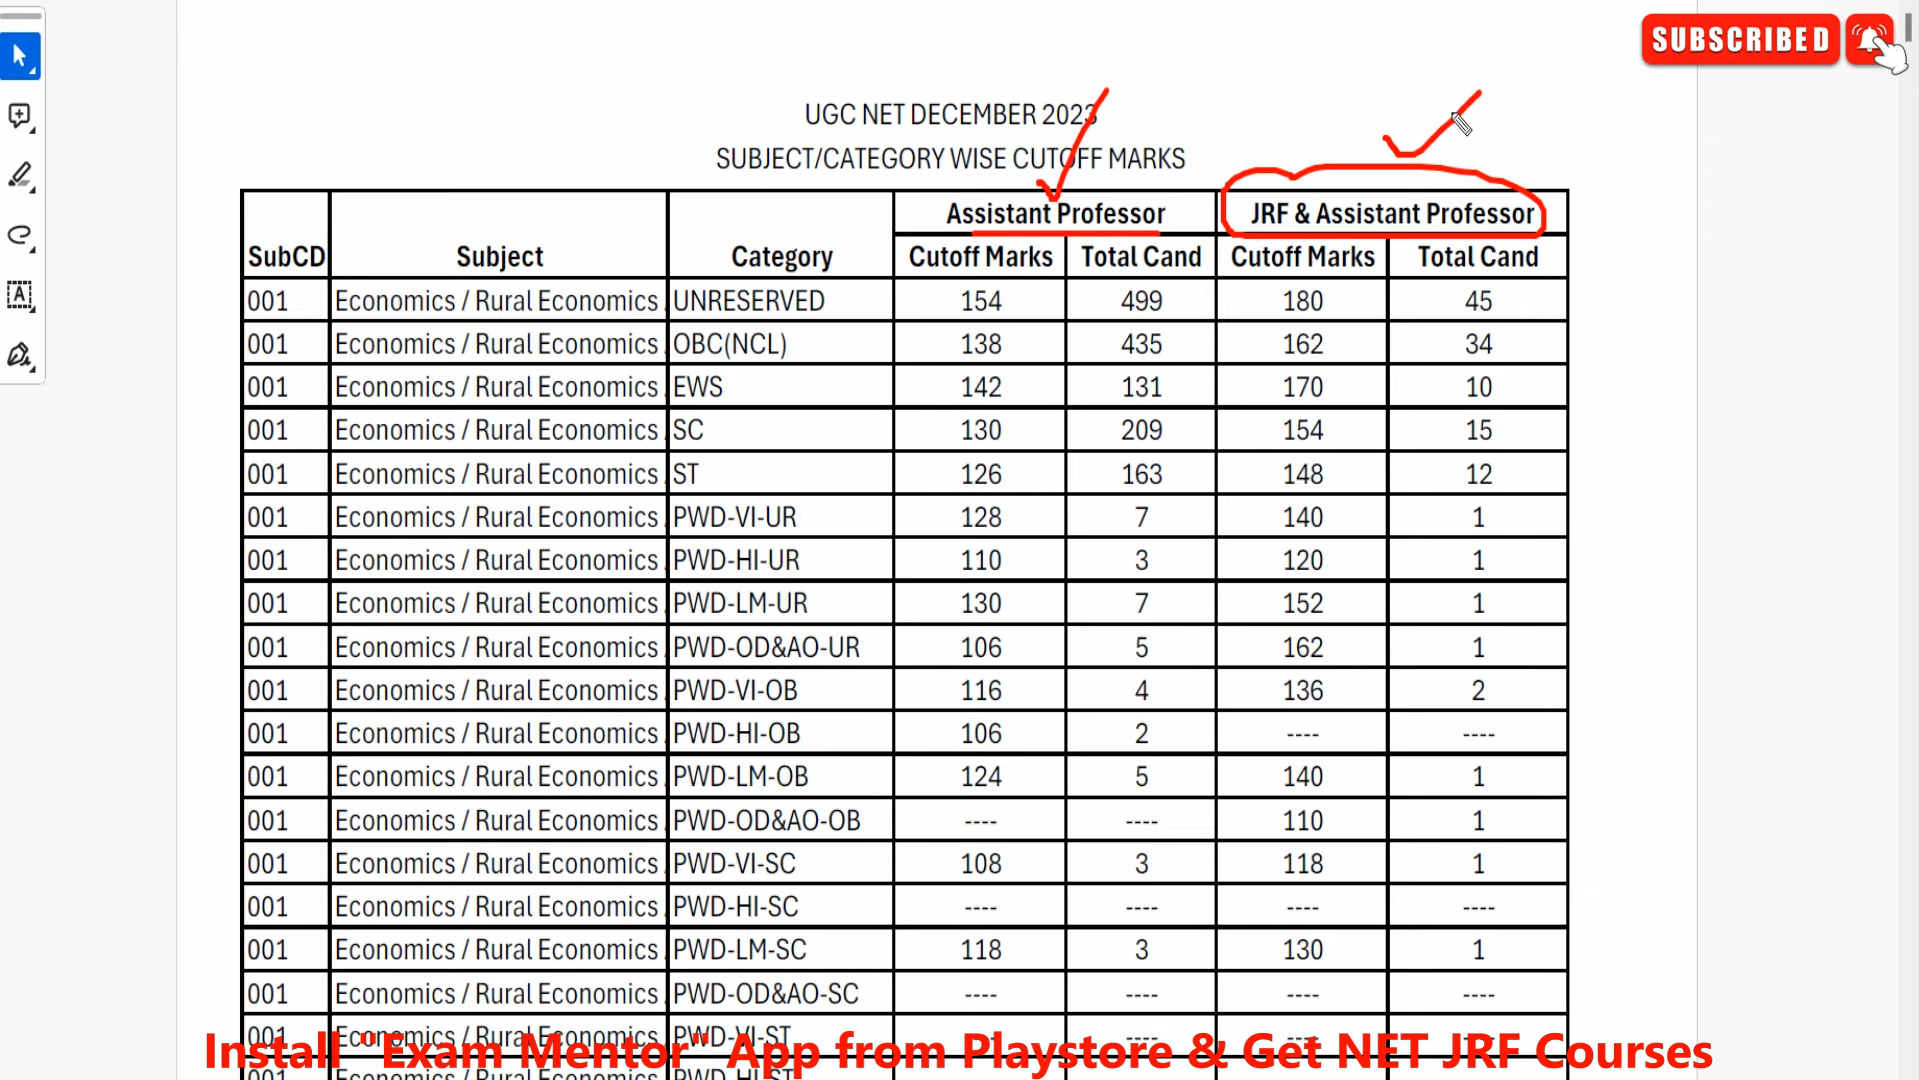 SUBSCRIBED
UGC NET DECEMBER 2023
SUBJECT/CATEGORY WISE CUTOFF MARKS
SubCD Subject Category Assistant Professor JRF & Assistant Professor
Cutoff Marks Total Cand Cutoff Marks Total Cand
001 Economics / Rural Economics UNRESERVED 154 499 180 45
001 Economics / Rural Economics OBC(NCL) 138 435 162 34
001 Economics / Rural Economics EWS 142 131 170 10
001 Economics / Rural Economics SC 130 209 154 15
001 Economics / Rural Economics ST 126 163 148 12
001 Economics / Rural Economics PWD-VI-UR 128 7 140 1
001 Economics / Rural Economics PWD-HI-UR 110 3 120 1
001 Economics / Rural Economics PWD-LM-UR 130 7 152 1
001 Economics / Rural Economics PWD-OD&AO-UR 106 5 162 1
001 Economics / Rural Economics PWD-VI-OB 116 4 136 2
001 Economics / Rural Economics PWD-HI-OB 106 2 ---- ----
001 Economics / Rural Economics PWD-LM-OB 124 5 140 1
001 Economics / Rural Economics PWD-OD&AO-OB ---- ---- 110 1
001 Economics / Rural Economics PWD-VI-SC 108 3 118 1
001 Economics / Rural Economics PWD-HI-SC ---- ---- ---- ----
001 Economics / Rural Economics PWD-LM-SC 118 3 130 1
001 Economics / Rural Economics PWD-OD&AO-SC ---- ---- ---- ----
001 Economics / Rural Economics PWD-VI-ST
Install "Exam Mentor" App from Playstore & Get NET JRF Courses